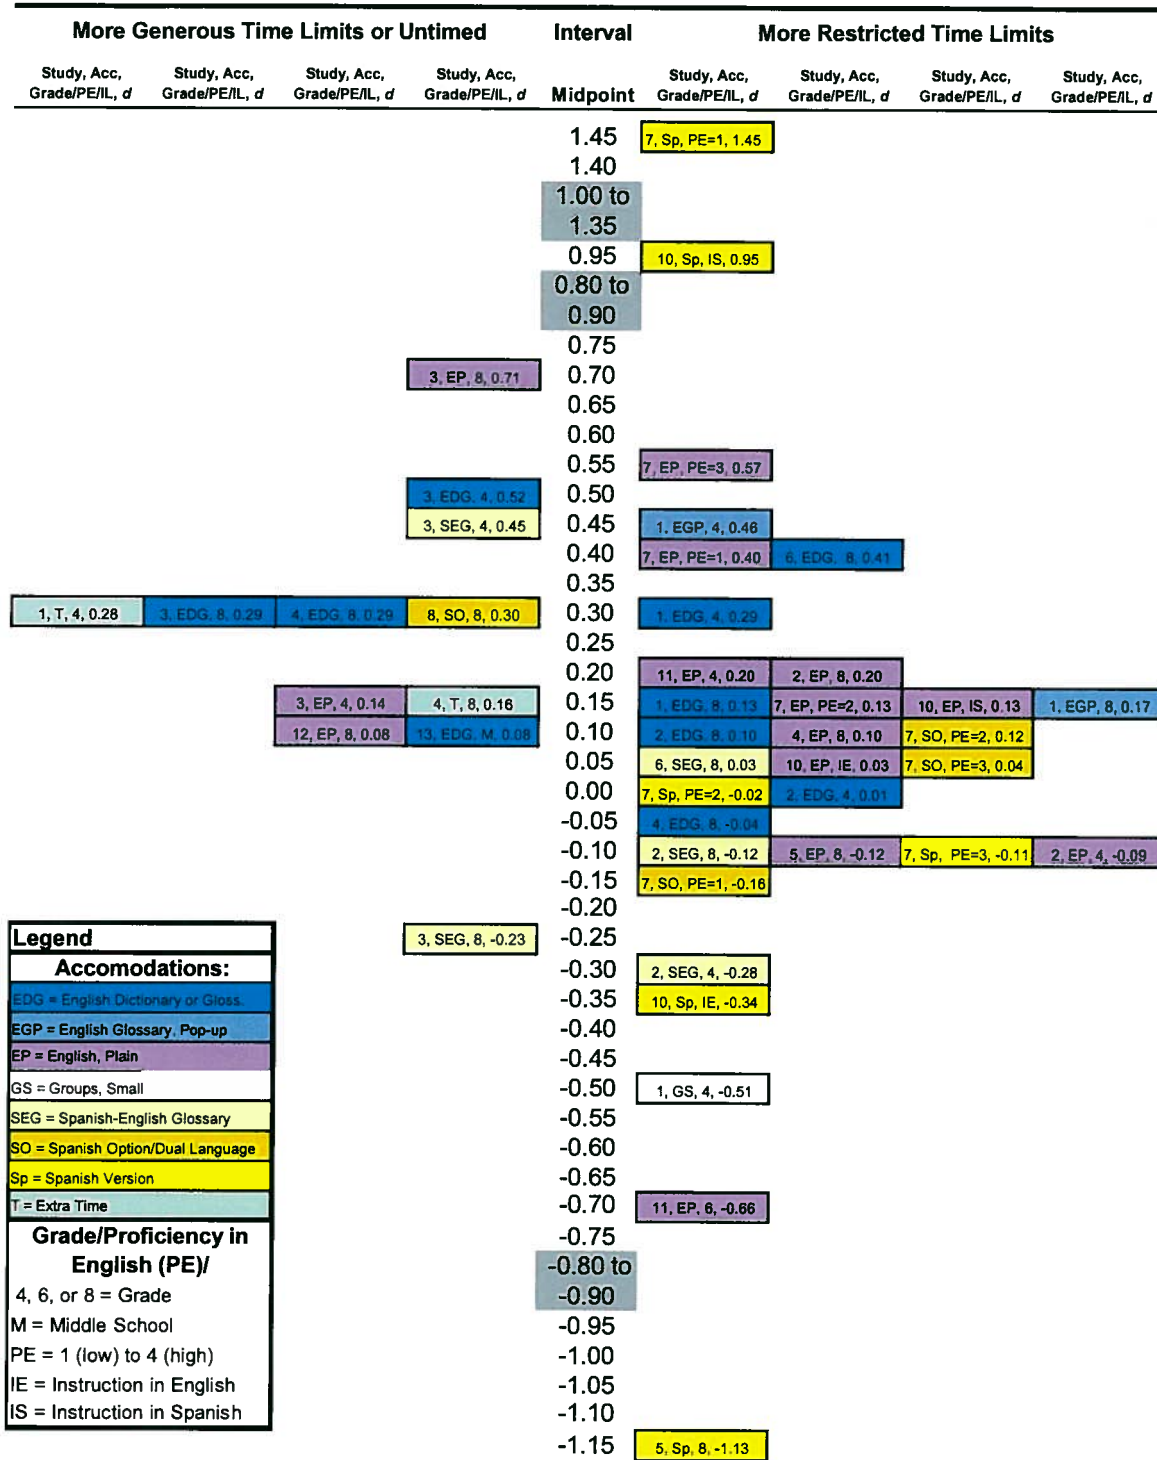 More Generous Time Limits or Untimed Interval More Restricted Time Limits
Study, Acc, Study, Acc, Study, Acc, Study, Acc, Study, Acc, Study, Acc, Study, Acc, Study, Acc,
Grade/PE/IL, d Grade/PE/IL, d Grade/PE/IL, d Grade/PE/IL, d Midpoint Grade/PE/IL, d Grade/PE/IL, d Grade/PE/IL, d Grade/PE/IL, d
1.45 7, Sp, PE=1, 1.45
1.40
1.00 to
1.35
0.95 10, Sp, IS, 0.95
0.80 to
0.90
0.75
3, EP, 8, 0.71 0.70
0.65
0.60
0.55 7, EP, PE=3, 0.57
3, EDG, 4, 0.52 0.50
3, SEG, 4, 0.45 0.45 1, EGP, 4, 0.46
0.40 7, EP, PE=1, 0.40 6, EDG, 8, 0.41
0.35
1, T, 4, 0.28 3, EDG, 8, 0.29 4, EDG, 8, 0.29 8, SO, 8, 0.30 0.30 1, EDG, 4, 0.29
0.25
0.20 11, EP, 4, 0.20 2, EP, 8, 0.20
3, EP, 4, 0.14 4, T, 8, 0.16 0.15 1, EDG, 8, 0.13 7, EP, PE=2, 0.13 10, EP, IS, 0.13 1, EGP, 8, 0.17
12, EP, 8, 0.08 13, EDG, M, 0.08 0.10 2, EDG, 8, 0.10 4, EP, 8, 0.10 7, SO, PE=2, 0.12
0.05 6, SEG, 8, 0.03 10, EP, IE, 0.03 7, SO, PE=3, 0.04
0.00 7, Sp, PE=2, -0.02 2, EDG, 4, 0.01
-0.05 4, EDG, 8, -0.04
-0.10 2, SEG, 8, -0.12 5, EP, 8, -0.12 7, Sp, PE=3, -0.11 2, EP, 4, -0.09
-0.15 7, SO, PE=1, -0.16
-0.20
3, SEG, 8, -0.23 -0.25
-0.30 2, SEG, 4, -0.28
-0.35 10, Sp, IE, -0.34
-0.40
-0.45
-0.50 1, GS, 4, -0.51
-0.55
-0.60
-0.65
-0.70 11, EP, 6, -0.66
-0.75
-0.80 to
-0.90
-0.95
-1.00
-1.05
-1.10
-1.15 5, Sp, 8, -1.13
Legend
Accomodations:
EDG = English Dictionary or Gloss.
EGP = English Glossary, Pop-up
EP = English, Plain
GS = Groups, Small
SEG = Spanish-English Glossary
SO = Spanish Option/Dual Language
Sp = Spanish Version
T = Extra Time
Grade/Proficiency in
English (PE)/
4, 6, or 8 = Grade
M = Middle School
PE = 1 (low) to 4 (high)
IE = Instruction in English
IS = Instruction in Spanish